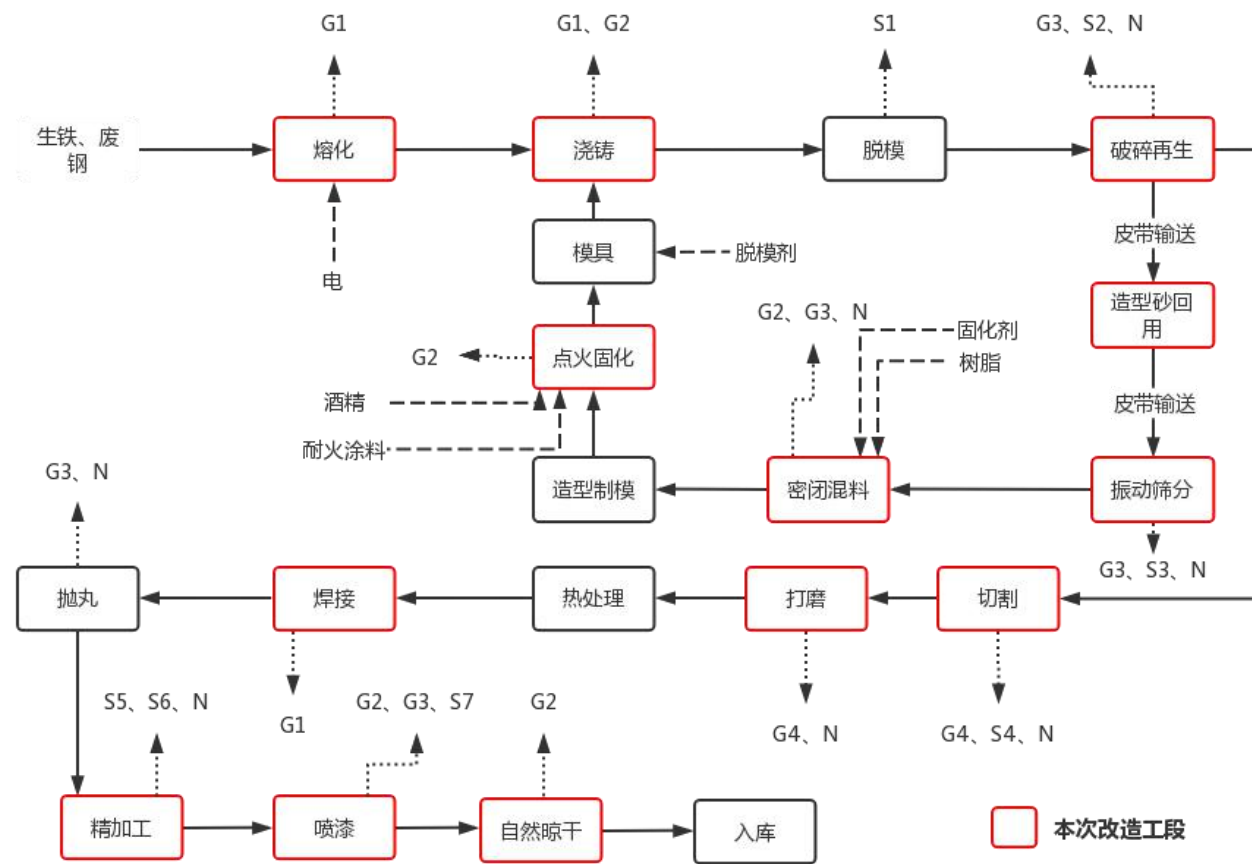 G1
G1、G2
S1
G3、S2、N
生铁、废
钢
熔化
浇铸
脱模
破碎再生
皮带输送
模具
脱模剂
电
造型砂回
用
G2、G3、N
固化剂
树脂
点火固化
G2
酒精
耐火涂料
皮带输送
G3、N
造型制模
密闭混料
振动筛分
G3、S3、N
抛丸
焊接
热处理
打磨
切割
S5、S6、N
G2、G3、S7
G2
G1
G4、N
G4、S4、N
精加工
喷漆
自然晾干
入库
本次改造工段